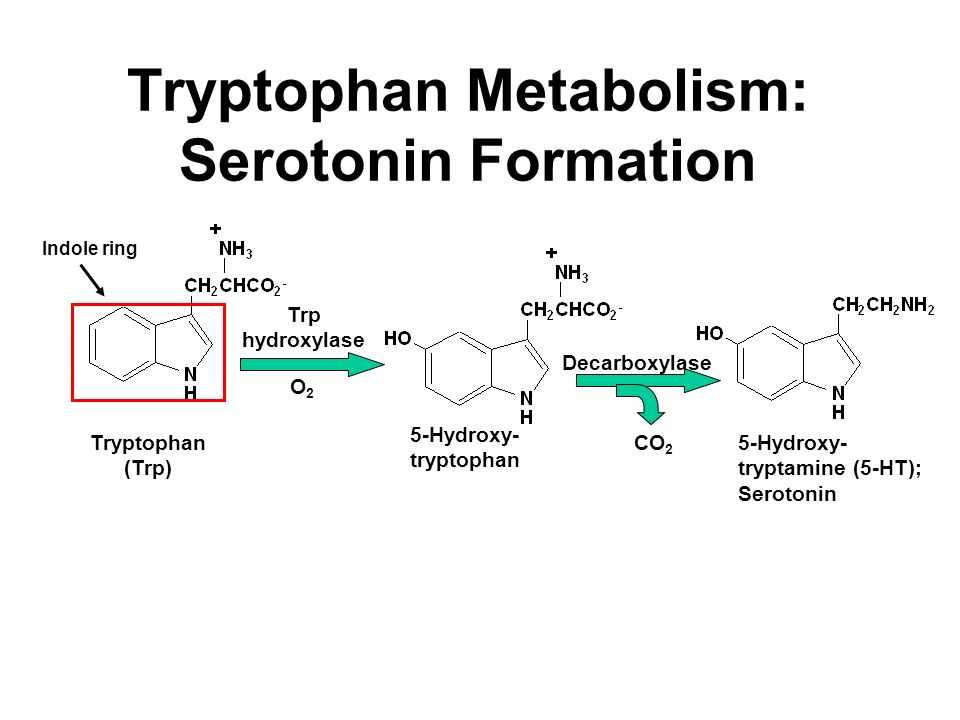 Tryptophan Metabolism:
Serotonin Formation
Indole ring
+
NH3
CH2CHCO2-
N
H
Tryptophan
(Trp)
Trp
hydroxylase
O2
+
NH3
CH2CHCO2-
HO
N
H
5-Hydroxy-
tryptophan
Decarboxylase
CO2
CH2CH2NH2
HO
N
H
5-Hydroxy-
tryptamine (5-HT);
Serotonin